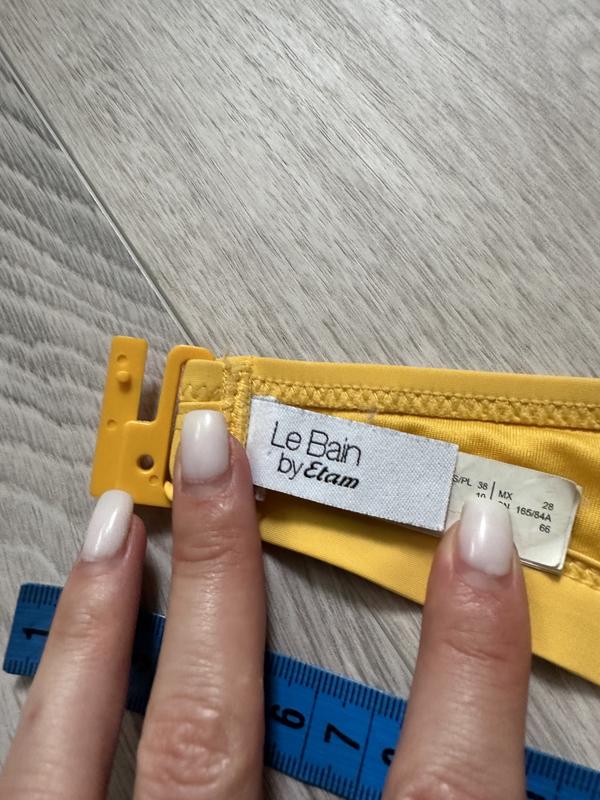 Le Bain
by Etam
S/PL 38 MX 28
165/84A
66
1
6
7